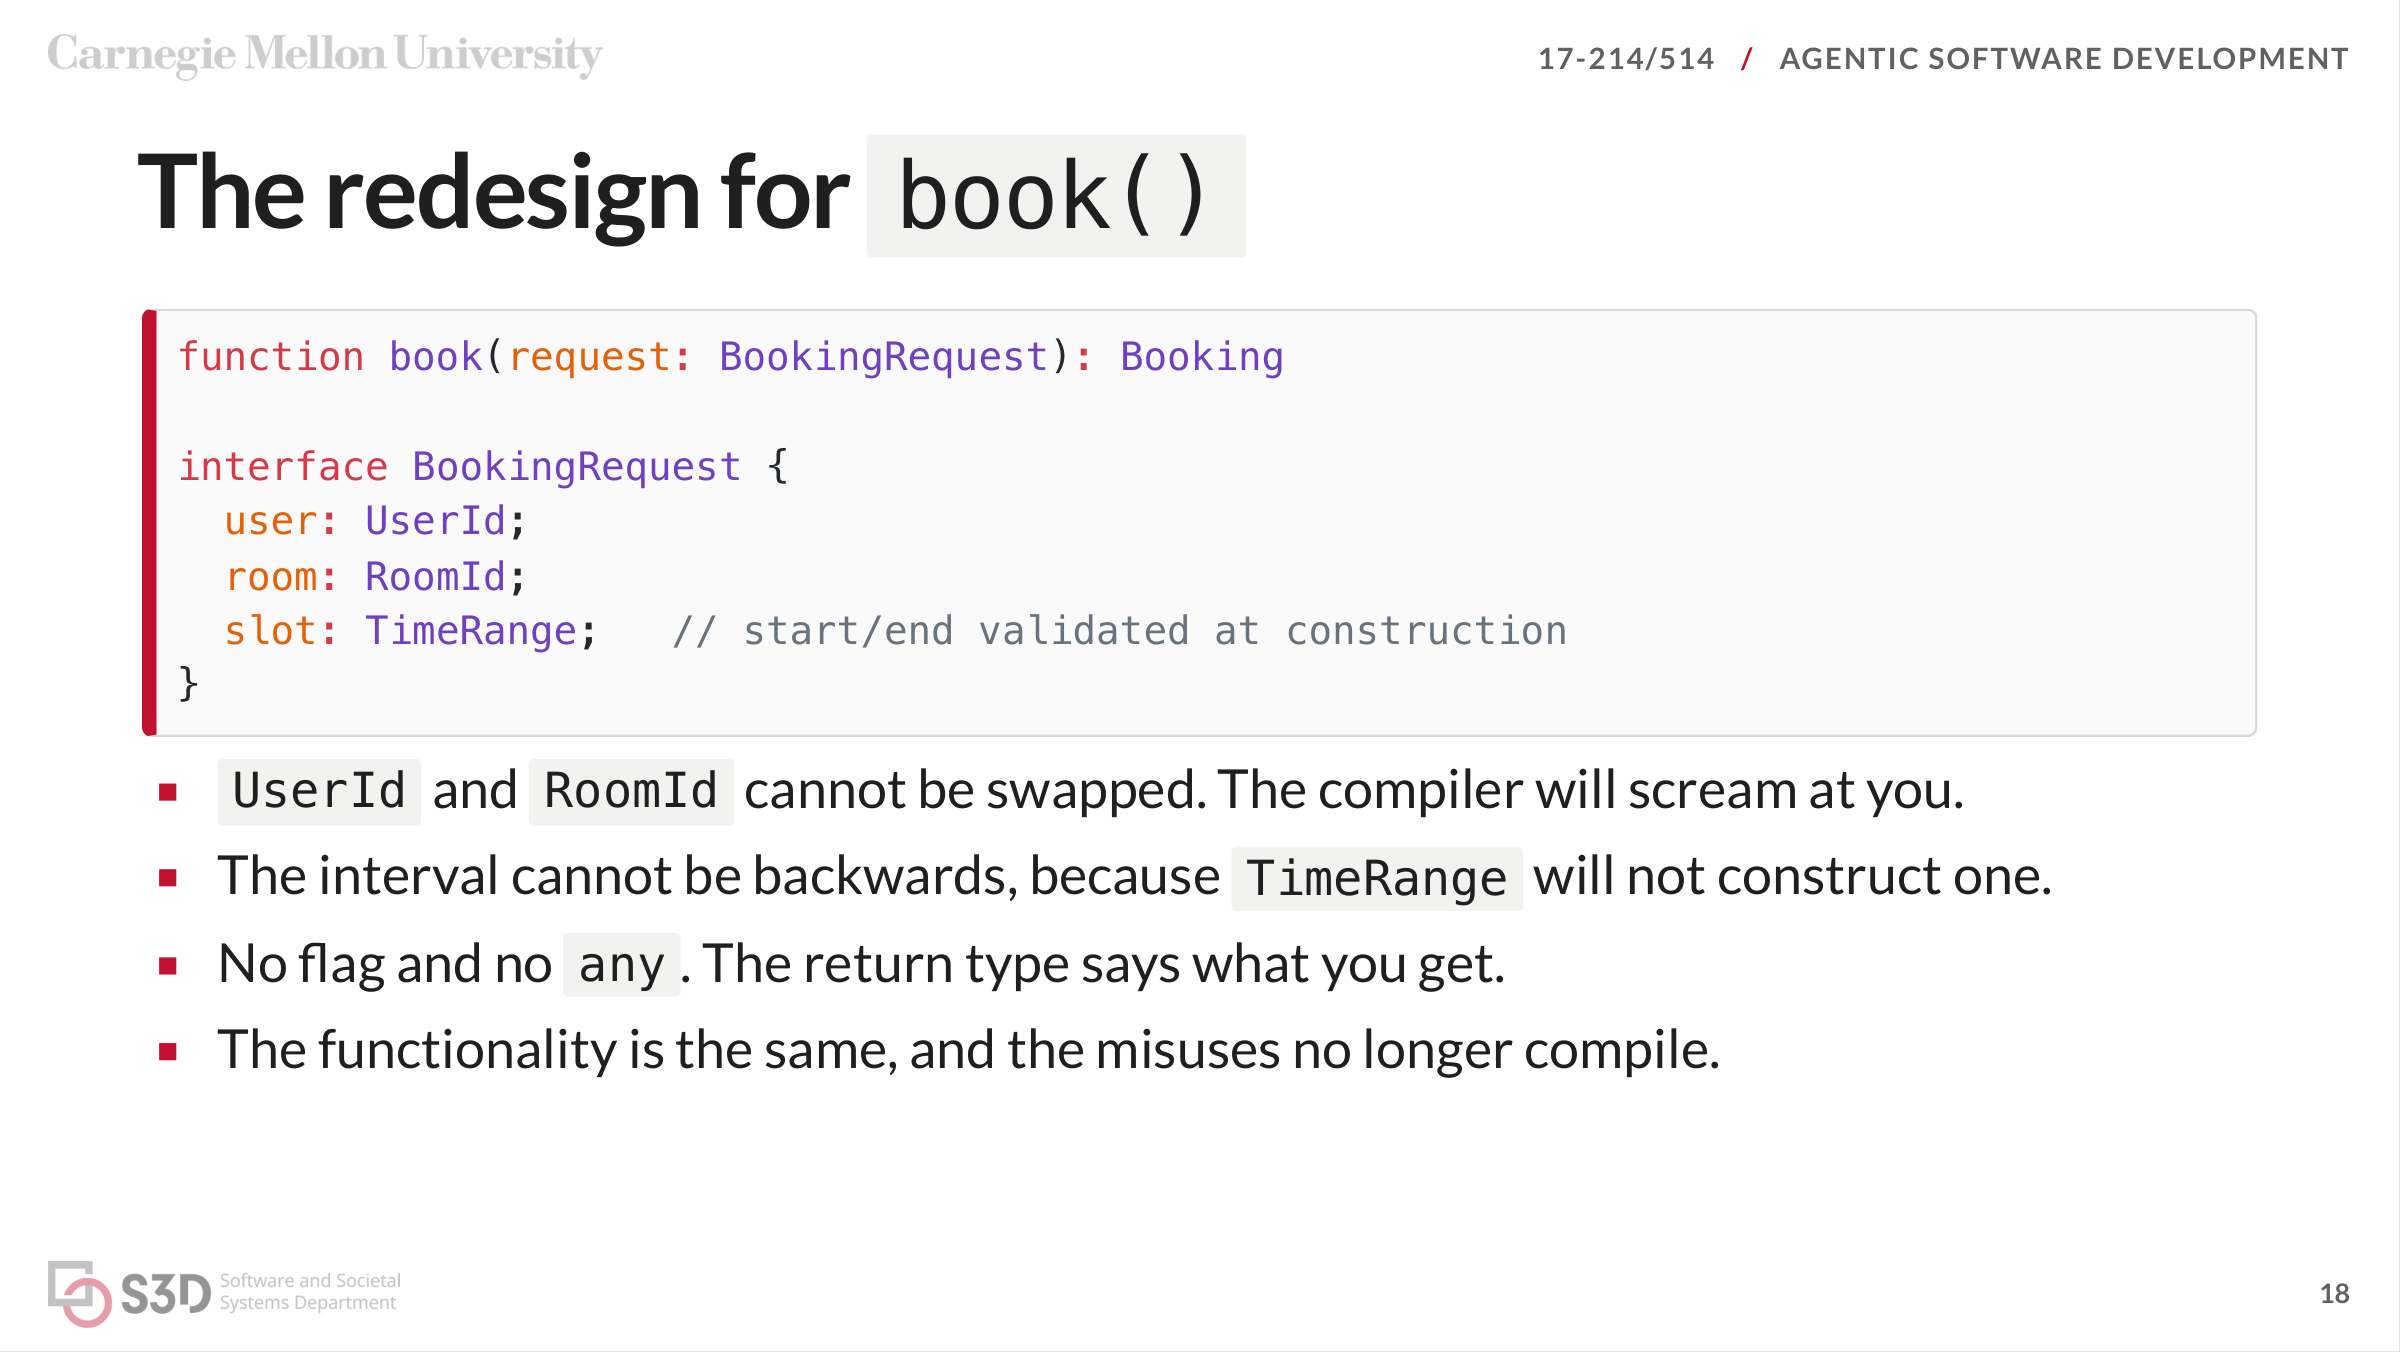 Carnegie Mellon University
17-214/514 / AGENTIC SOFTWARE DEVELOPMENT
The redesign for book()
function book(request: BookingRequest): Booking
interface BookingRequest {
  user: UserId;
  room: RoomId;
  slot: TimeRange;   // start/end validated at construction
}
UserId and RoomId cannot be swapped. The compiler will scream at you.
The interval cannot be backwards, because TimeRange will not construct one.
No flag and no any. The return type says what you get.
The functionality is the same, and the misuses no longer compile.
S3D Software and Societal
Systems Department
18